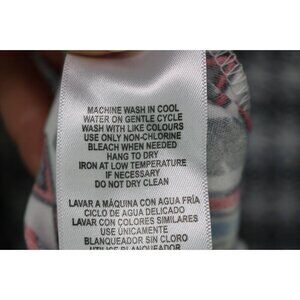 MACHINE WASH IN COOL
WATER ON GENTLE CYCLE
WASH WITH LIKE COLOURS
USE ONLY NON-CHLORINE
BLEACH WHEN NEEDED
HANG TO DRY
IRON AT LOW TEMPERATURE
IF NECESSARY
DO NOT DRY CLEAN
LAVAR A MÁQUINA CON AGUA FRÍA
CICLO DE AGUA DELICADO
LAVAR CON COLORES SIMILARES
USE ÚNICAMENTE
BLANQUEADOR SIN CLORO
UTILICE BLANQUEADOR